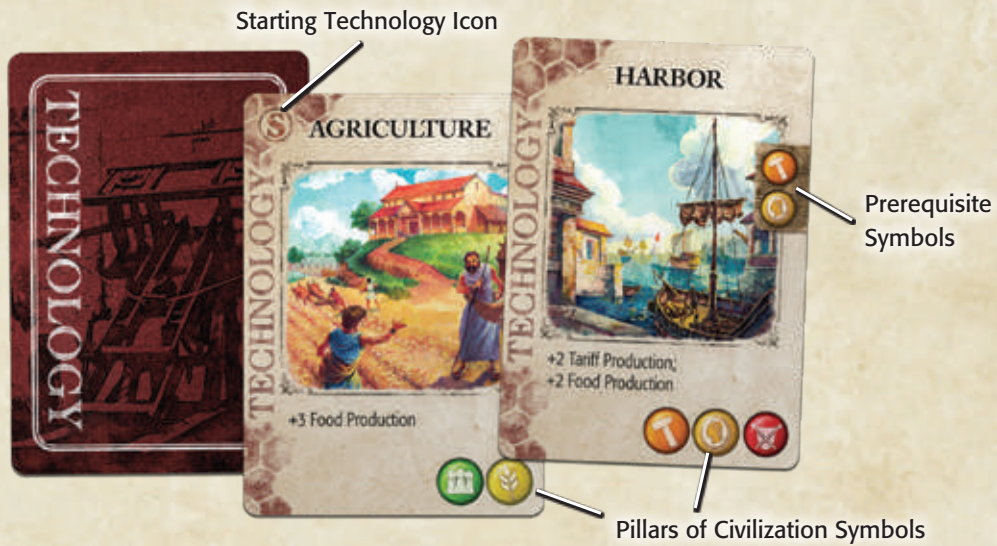 Starting Technology Icon
TECHNOLOGY
S
AGRICULTURE
TECHNOLOGY
+3 Food Production
HARBOR
TECHNOLOGY
+2 Tariff Production;
+2 Food Production
Prerequisite
Symbols
Pillars of Civilization Symbols